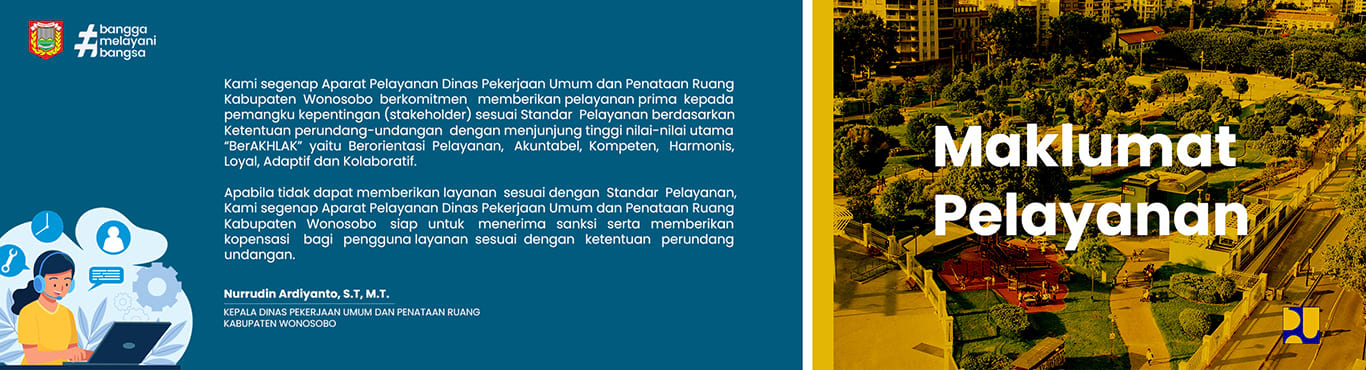 #
bangga
melayani
bangsa
Kami segenap Aparat Pelayanan Dinas Pekerjaan Umum dan Penataan Ruang
Kabupaten Wonosobo berkomitmen memberikan pelayanan prima kepada
pemangku kepentingan (stakeholder) sesuai Standar Pelayanan berdasarkan
Ketentuan perundang-undangan dengan menjunjung tinggi nilai-nilai utama
“BerAKHLAK” yaitu Berorientasi Pelayanan, Akuntabel, Kompeten, Harmonis,
Loyal, Adaptif dan Kolaboratif.
Apabila tidak dapat memberikan layanan sesuai dengan Standar Pelayanan,
Kami segenap Aparat Pelayanan Dinas Pekerjaan Umum dan Penataan Ruang
Kabupaten Wonosobo siap untuk menerima sanksi serta memberikan
kopensasi bagi pengguna layanan sesuai dengan ketentuan perundang
undangan.
Nurrudin Ardiyanto, S.T, M.T.
KEPALA DINAS PEKERJAAN UMUM DAN PENATAAN RUANG
KABUPATEN WONOSOBO
Maklumat
Pelayanan